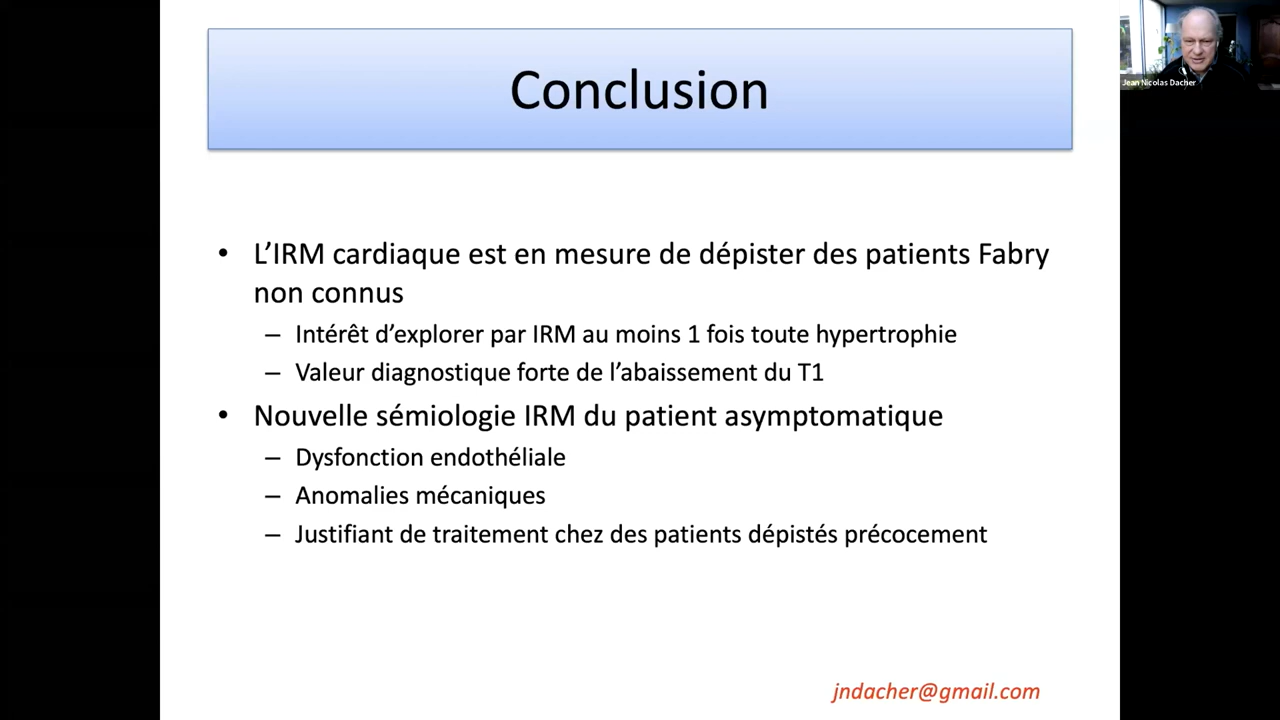 Conclusion
Jean Nicolas Dacher
• L’IRM cardiaque est en mesure de dépister des patients Fabry
non connus
– Intérêt d’explorer par IRM au moins 1 fois toute hypertrophie
– Valeur diagnostique forte de l’abaissement du T1
• Nouvelle sémiologie IRM du patient asymptomatique
– Dysfonction endothéliale
– Anomalies mécaniques
– Justifiant de traitement chez des patients dépistés précocement
jndacher@gmail.com